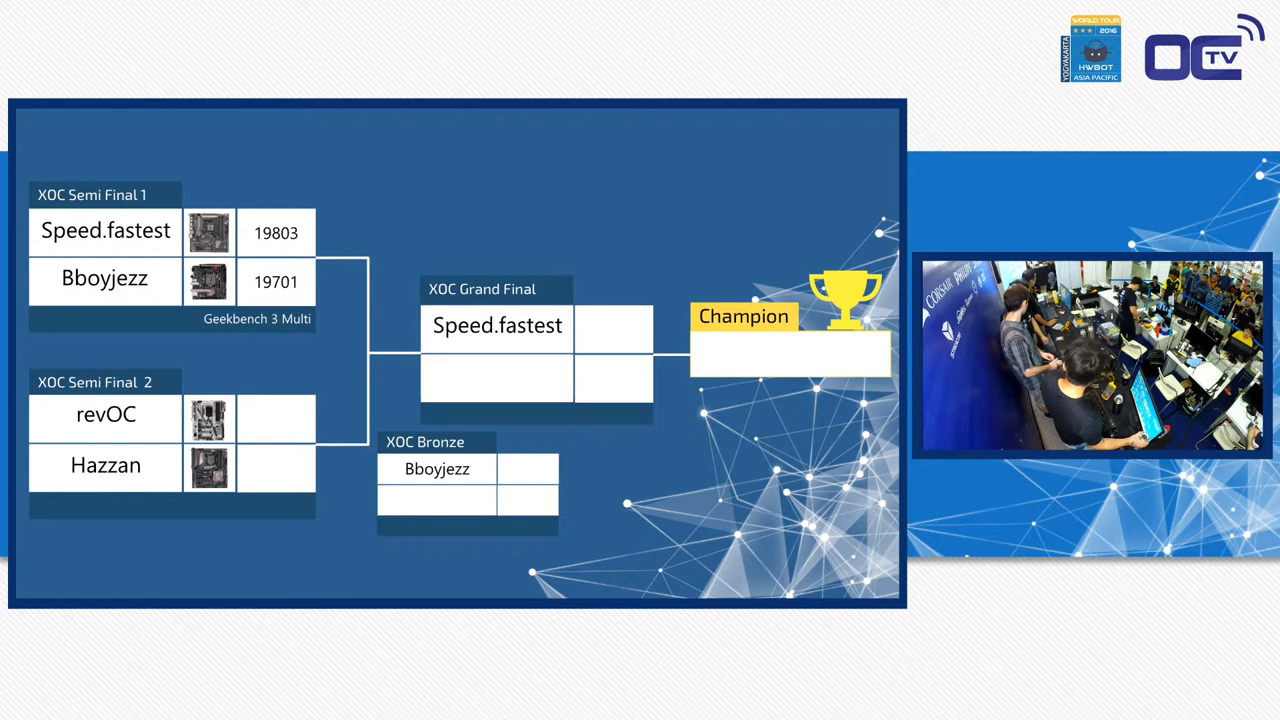 WORLD TOUR
2016
YOGYAKARTA
HWBOT
ASIA PACIFIC
OC TV
XOC Semi Final 1
Speed.fastest
19803
Bboyjezz
19701
Geekbench 3 Multi
XOC Semi Final 2
revOC
Hazzan
XOC Grand Final
Speed.fastest
Champion
XOC Bronze
Bboyjezz
CORSAIR
PHILIPS